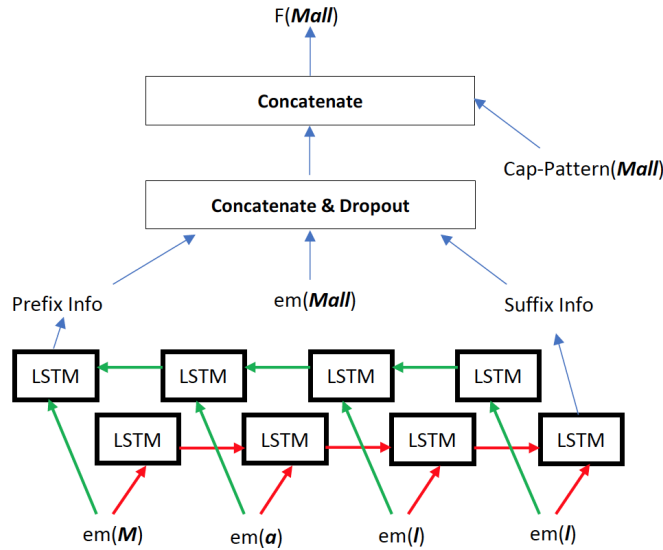 F(Mall)
Concatenate
Cap-Pattern(Mall)
Concatenate & Dropout
Prefix Info
em(Mall)
Suffix Info
LSTM LSTM LSTM LSTM
LSTM LSTM LSTM LSTM
em(M) em(a) em(l) em(l)